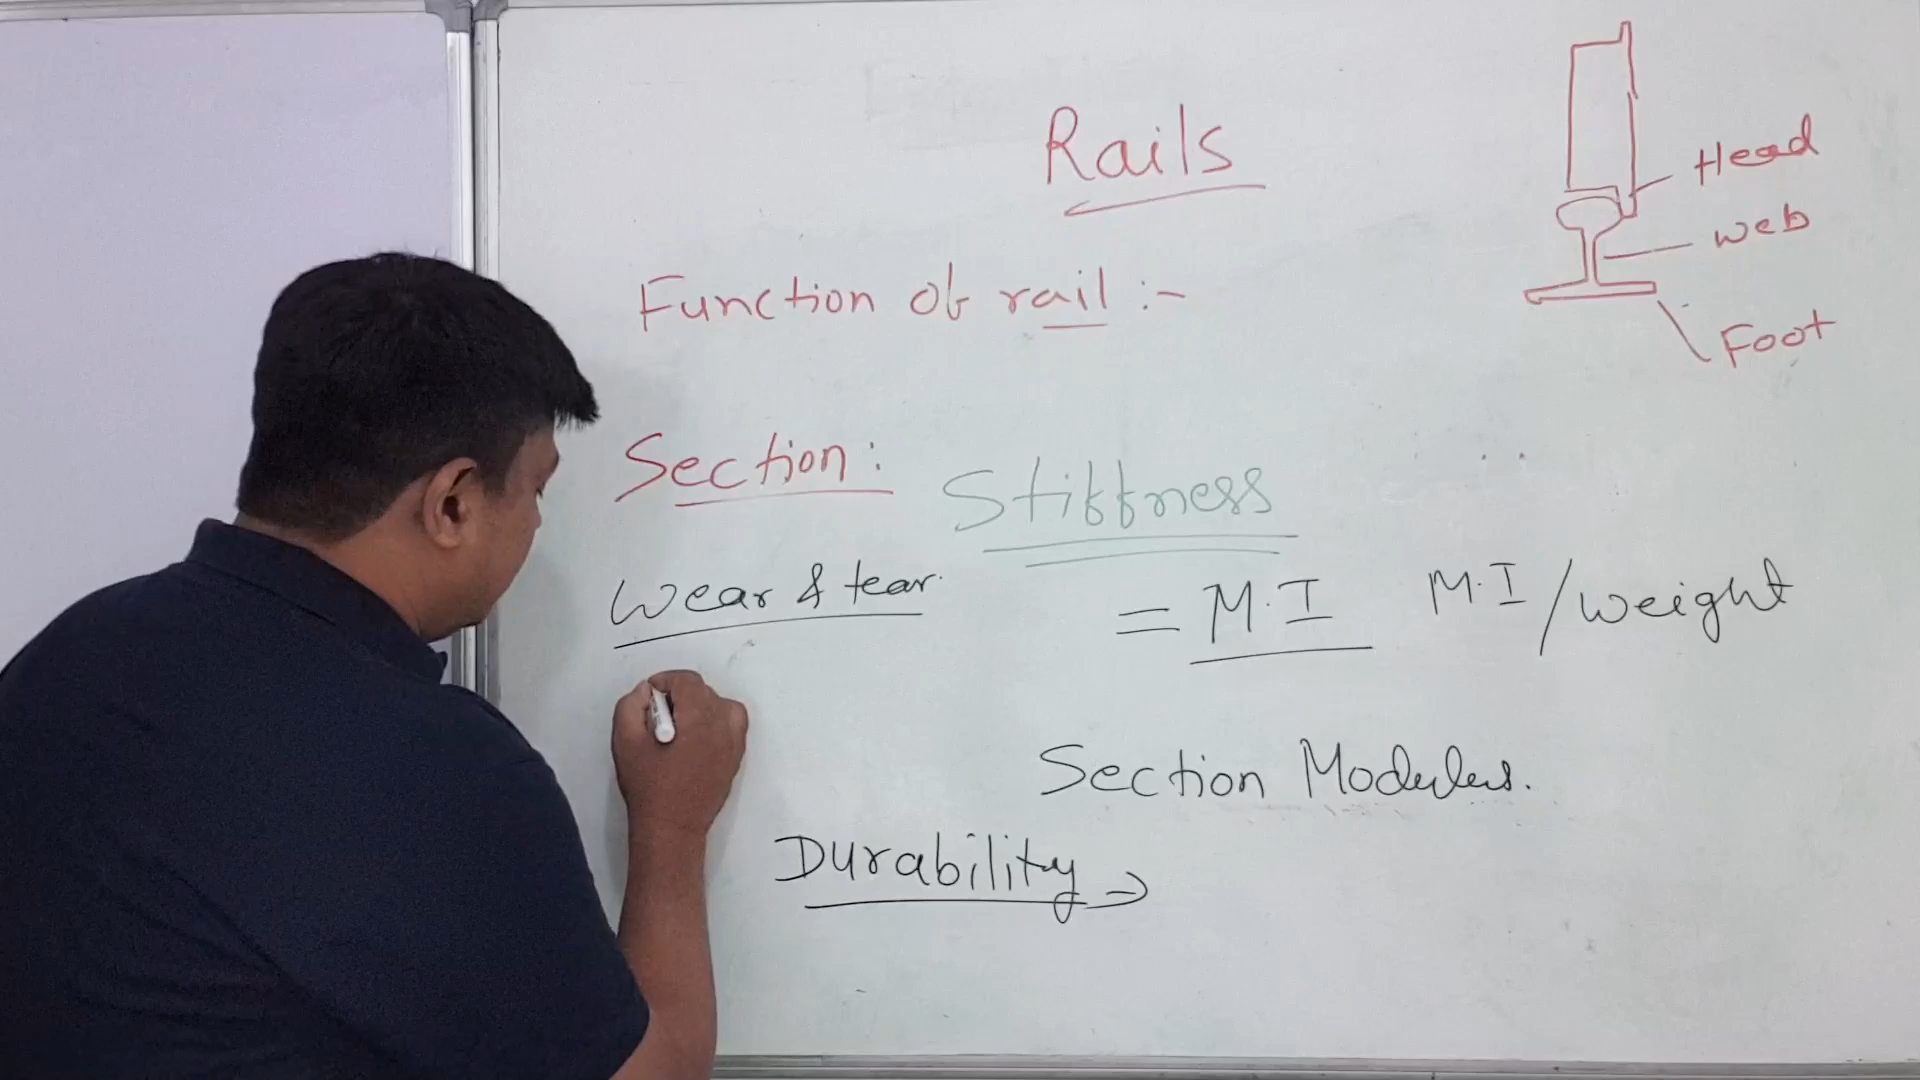 Rails
Head
web
Foot
Function of rail :-
Section :
Stiffness
Wear & tear.
= M.I
M.I/weight
Section Modulus.
Durability →